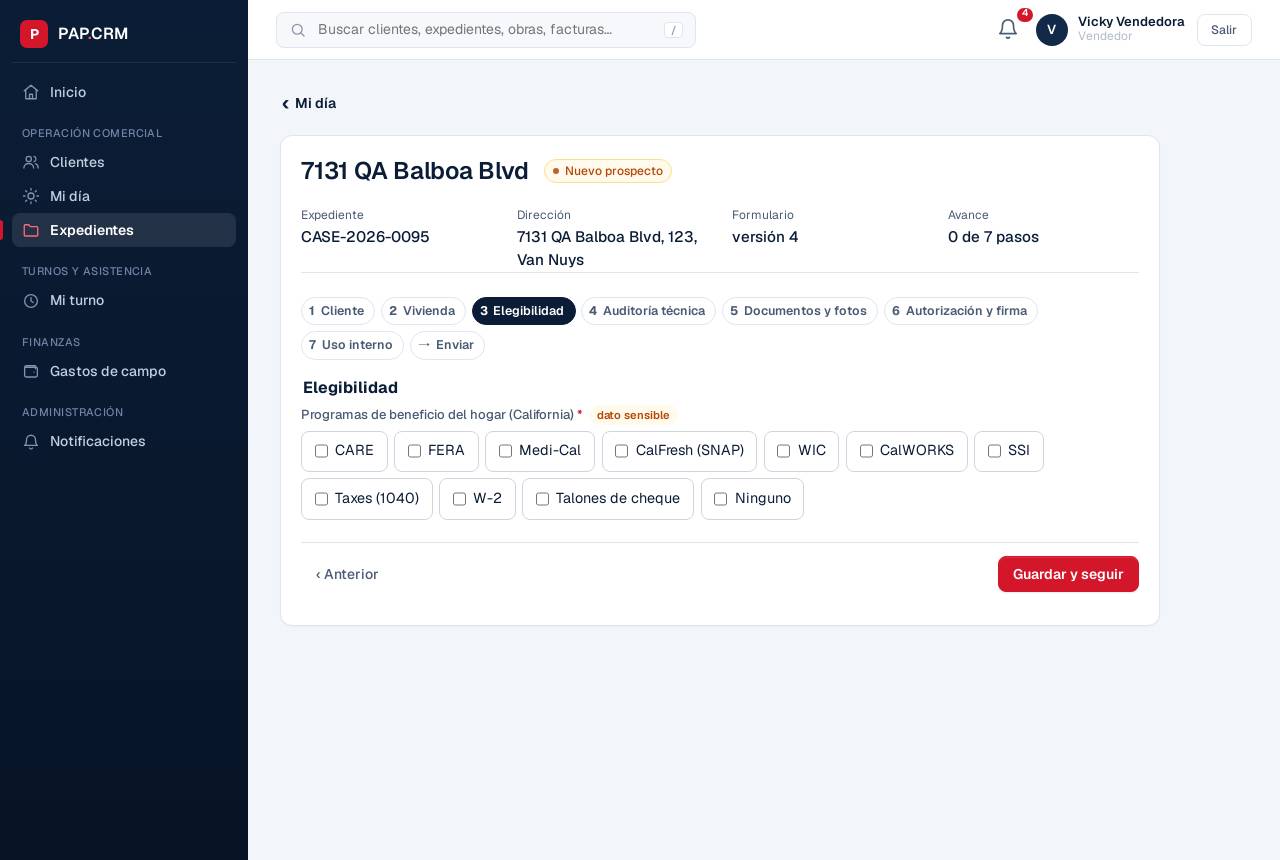 P PAP.CRM
Buscar clientes, expedientes, obras, facturas... /
4
V
Vicky Vendedora
Vendedor
Salir
Inicio
OPERACIÓN COMERCIAL
Clientes
Mi día
Expedientes
TURNOS Y ASISTENCIA
Mi turno
FINANZAS
Gastos de campo
ADMINISTRACIÓN
Notificaciones
‹ Mi día
7131 QA Balboa Blvd
Nuevo prospecto
Expediente
CASE-2026-0095
Dirección
7131 QA Balboa Blvd, 123,
Van Nuys
Formulario
versión 4
Avance
0 de 7 pasos
1 Cliente
2 Vivienda
3 Elegibilidad
4 Auditoría técnica
5 Documentos y fotos
6 Autorización y firma
7 Uso interno
→ Enviar
Elegibilidad
Programas de beneficio del hogar (California) * dato sensible
CARE
FERA
Medi-Cal
CalFresh (SNAP)
WIC
CalWORKS
SSI
Taxes (1040)
W-2
Talones de cheque
Ninguno
‹ Anterior
Guardar y seguir